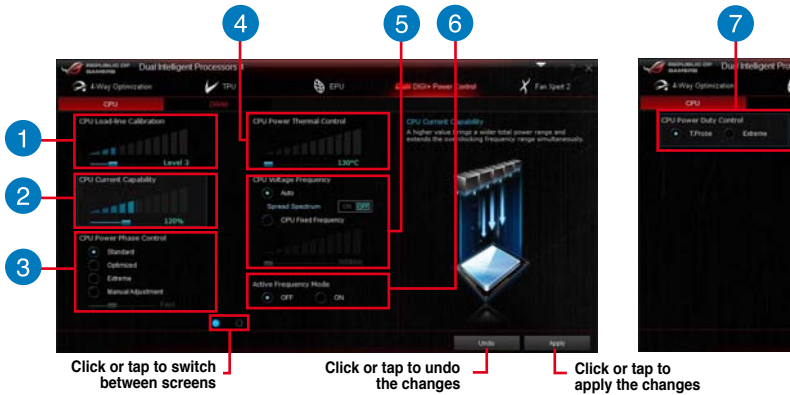 4
5
6
7
REPUBLIC OF GAMERS
Dual Intelligent Processors 4
4-Way Optimization
TPU
EPU
DIGI+ Power Control
Fan Xpert 2
CPU
DRAM
1
CPU Load-line Calibration
Level 3
2
CPU Current Capability
120%
3
CPU Power Phase Control
Standard
Optimized
Extreme
Manual Adjustment
Fast
CPU Power Thermal Control
130°C
CPU Voltage Frequency
Auto
Spread Spectrum
ON OFF
CPU Fixed Frequency
Active Frequency Mode
OFF
ON
CPU Current Capability
A higher value brings a wider total power range and
extends the overclocking frequency range simultaneously.
Undo
Apply
Click or tap to switch
between screens
Click or tap to undo
the changes
Click or tap to
apply the changes
REPUBLIC OF GAMERS
Dual Intelligent Pro
4-Way Optimization
CPU
CPU Power Duty Control
T.Probe
Extreme